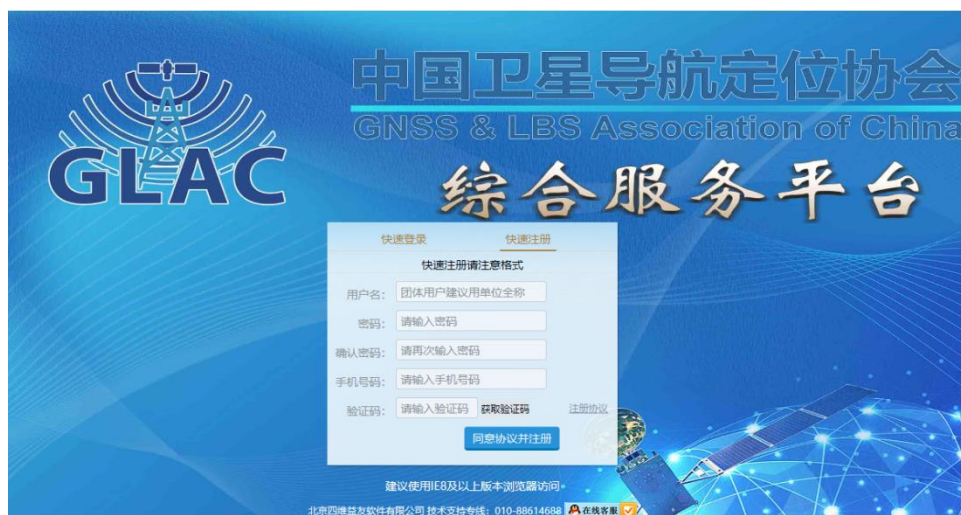 中国卫星导航定位协会
GNSS & LBS Association of China
GLAC
综合服务平台
快速登录 快速注册
快速注册请注意格式
用户名： 团体用户建议用单位全称
密码： 请输入密码
确认密码： 请再次输入密码
手机号码： 请输入手机号码
验证码： 请输入验证码 获取验证码 注册协议
同意协议并注册
建议使用IE8及以上版本浏览器访问
北京四维益友软件有限公司 技术支持专线：010-88614688 在线客服